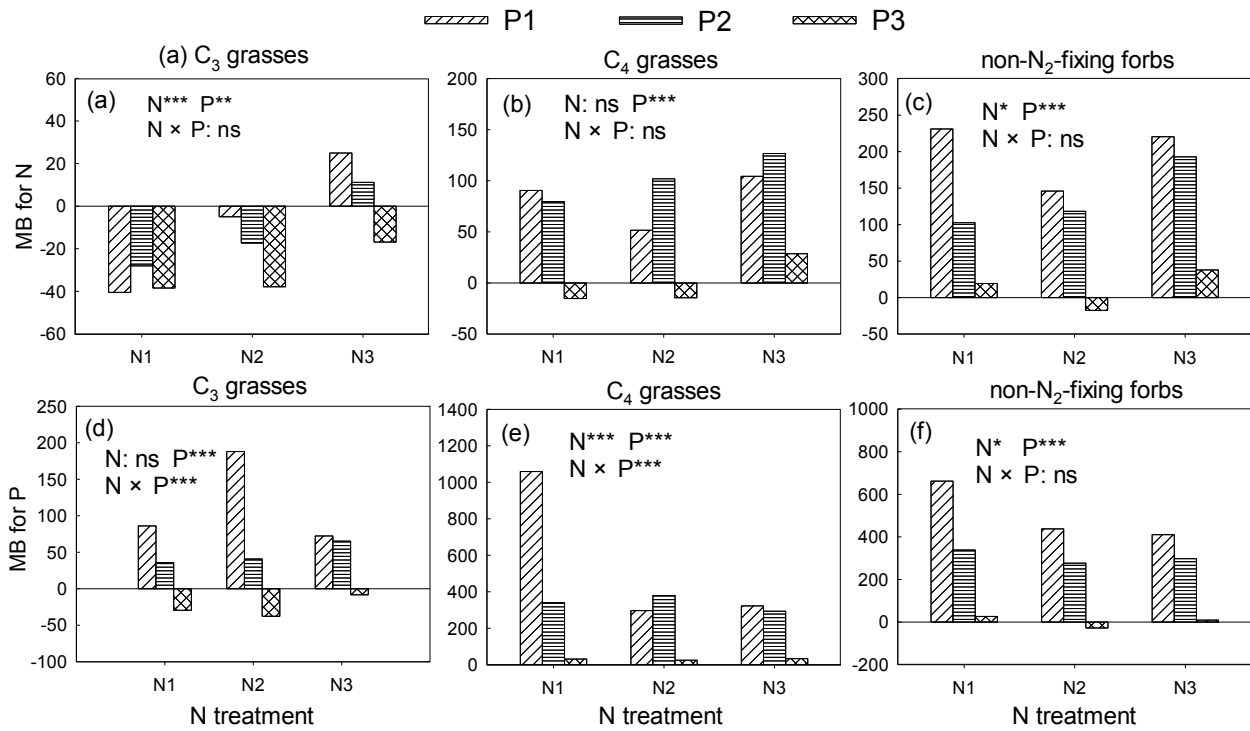 P1 P2 P3
(a) C₃ grasses
C₄ grasses
non-N₂-fixing forbs
MB for N
60
40
20
0
-20
-40
-60
(a)
N*** P**
N × P: ns
N1 N2 N3
200
150
100
50
0
-50
(b)
N: ns P***
N × P: ns
N1 N2 N3
300
250
200
150
100
50
0
-50
(c)
N* P***
N × P: ns
N1 N2 N3
C₃ grasses
C₄ grasses
non-N₂-fixing forbs
MB for P
250
200
150
100
50
0
-50
-100
(d)
N: ns P***
N × P***
N1 N2 N3
N treatment
1400
1200
1000
800
600
400
200
0
(e)
N*** P***
N × P***
N1 N2 N3
N treatment
1000
800
600
400
200
0
-200
(f)
N* P***
N × P: ns
N1 N2 N3
N treatment